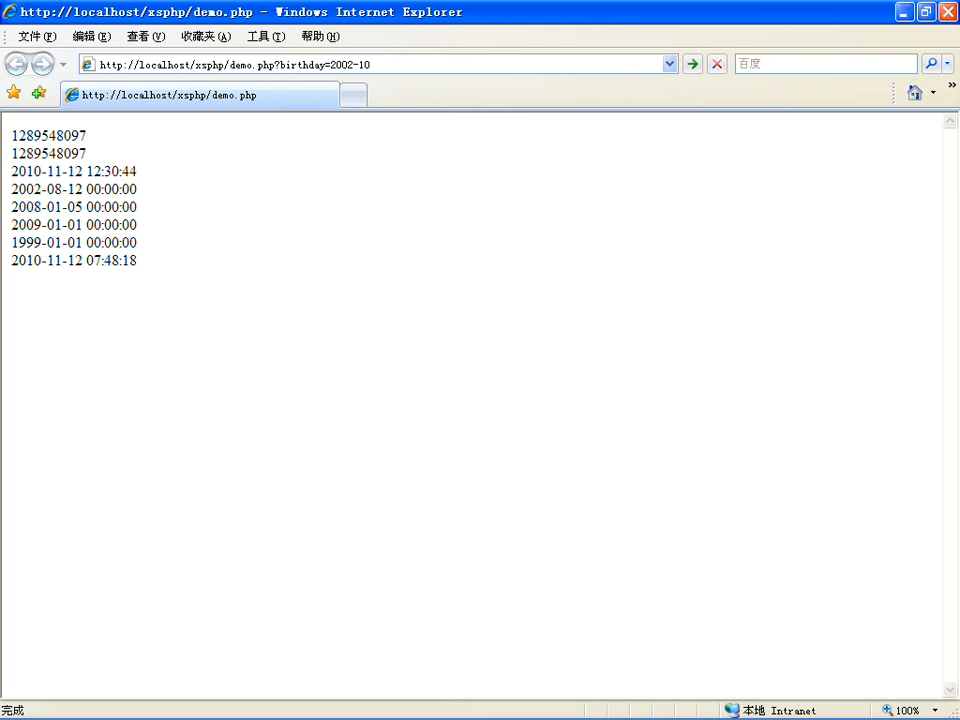 http://localhost/xsphp/demo.php - Windows Internet Explorer
文件(F) 编辑(E) 查看(V) 收藏夹(A) 工具(T) 帮助(H)
http://localhost/xsphp/demo.php?birthday=2002-10 百度
http://localhost/xsphp/demo.php
1289548097
1289548097
2010-11-12 12:30:44
2002-08-12 00:00:00
2008-01-05 00:00:00
2009-01-01 00:00:00
1999-01-01 00:00:00
2010-11-12 07:48:18
完成 本地 Intranet 100%